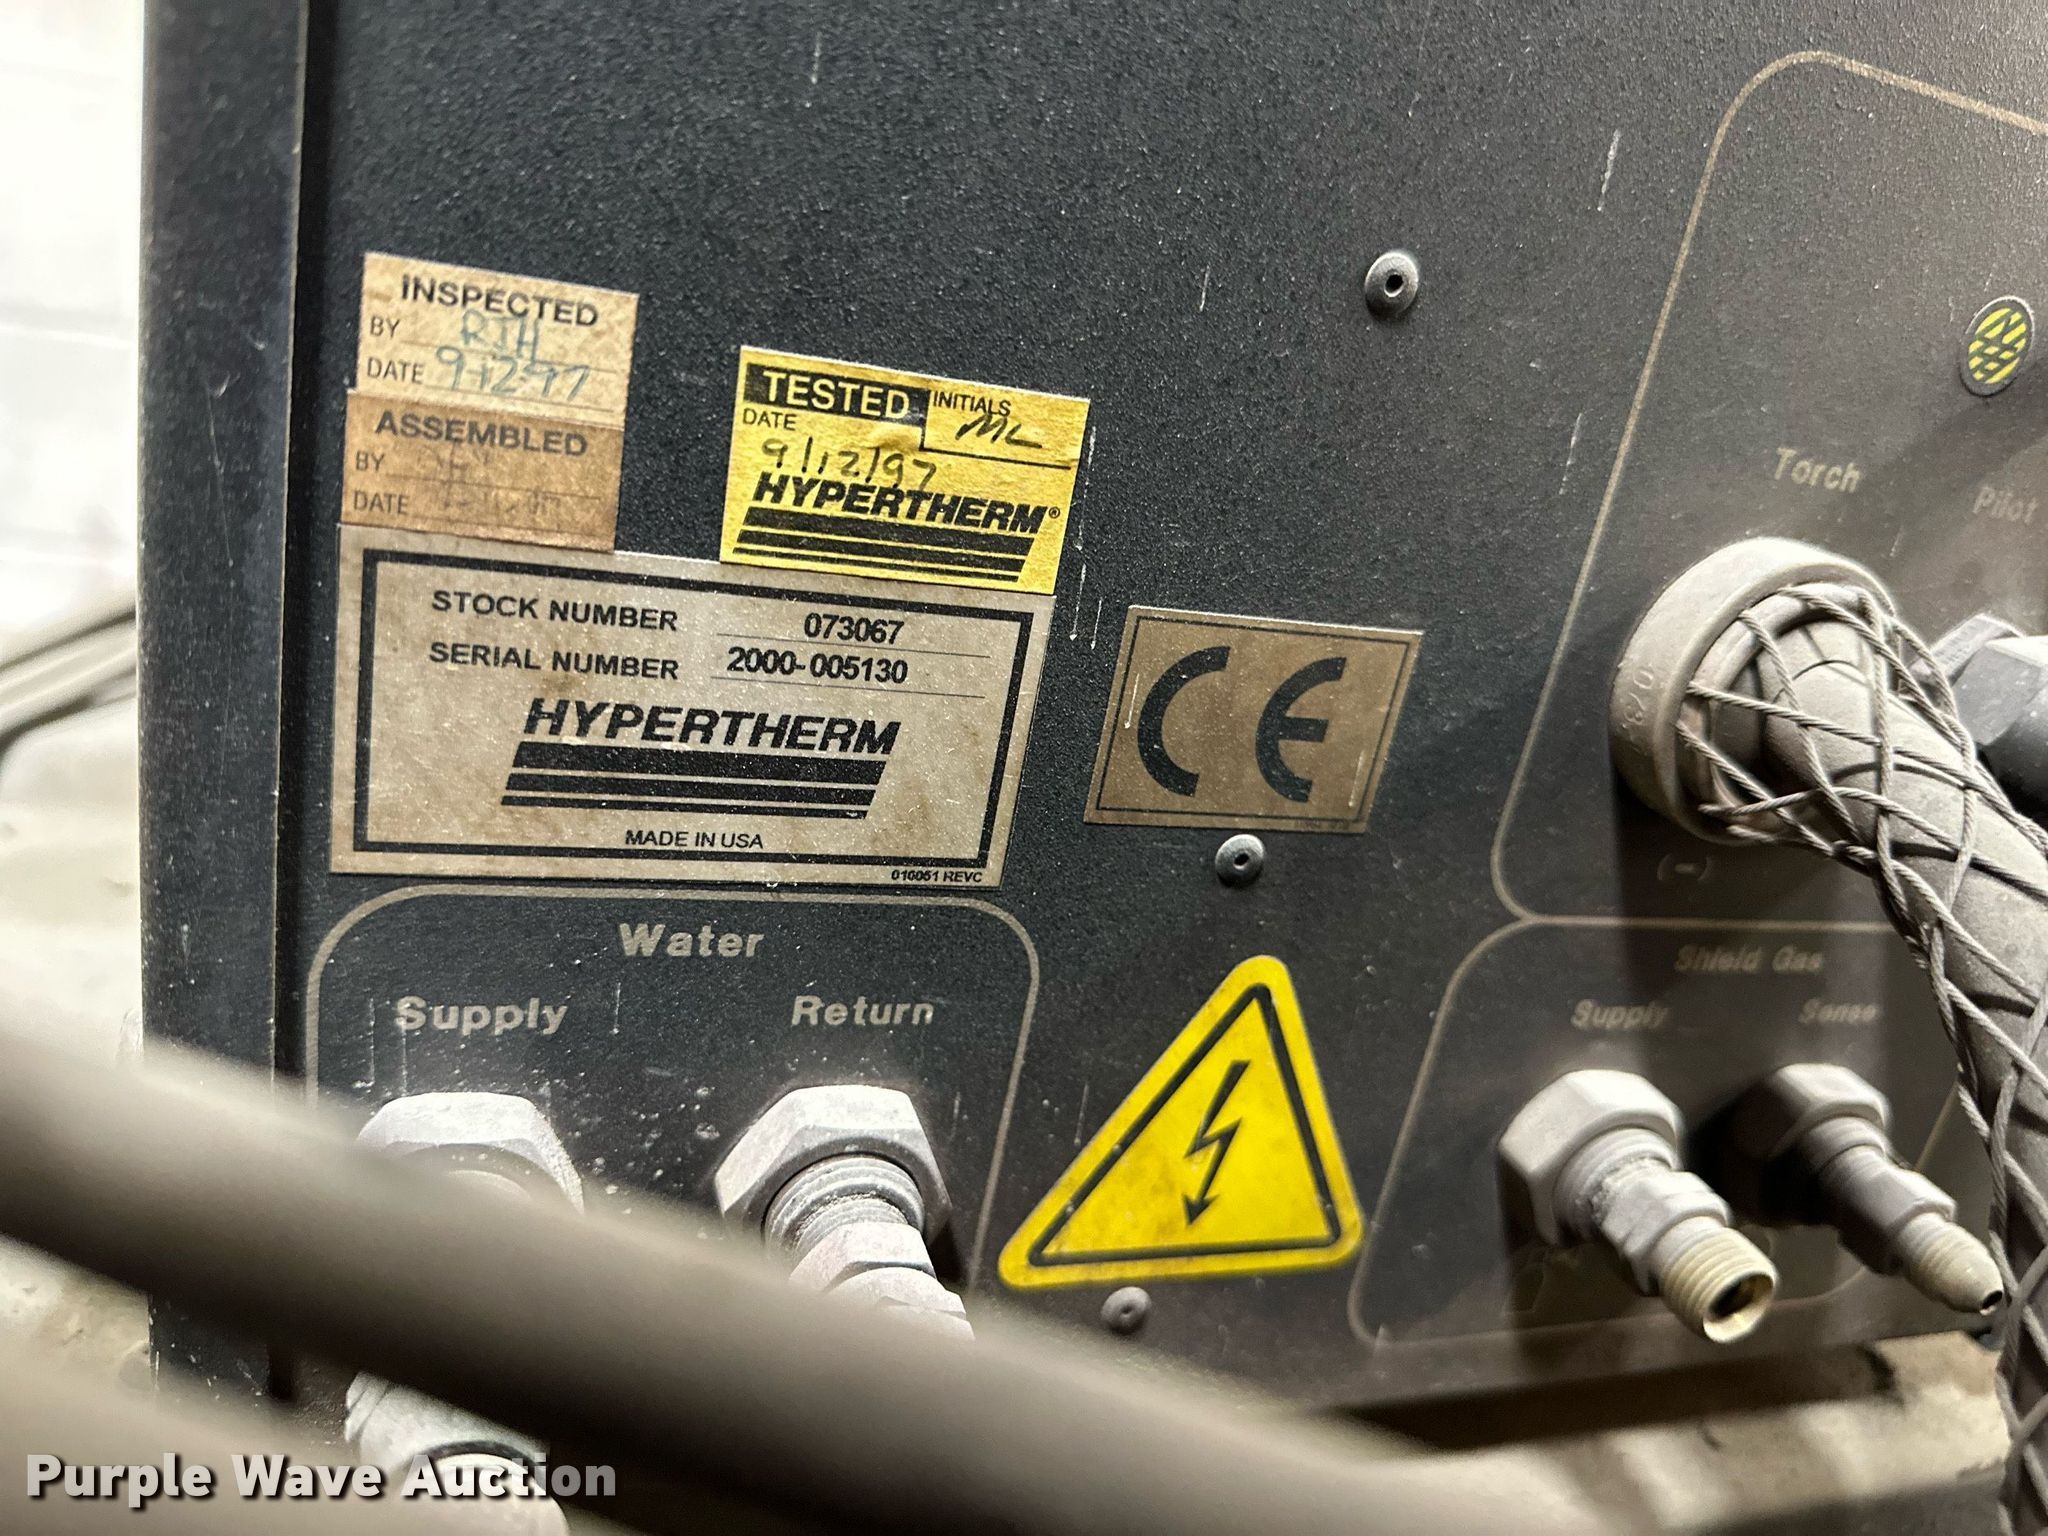 INSPECTED
BY RJH
DATE 9-12-97
ASSEMBLED
BY
DATE
TESTED INITIALS
ML
DATE
9/12/97
HYPERTHERM®
STOCK NUMBER 073067
SERIAL NUMBER 2000-005130
HYPERTHERM
MADE IN USA
010051 REVC
CE
Torch
Pilot
(-)
Water
Supply Return
Shield Gas
Supply Sense
Purple Wave Auction